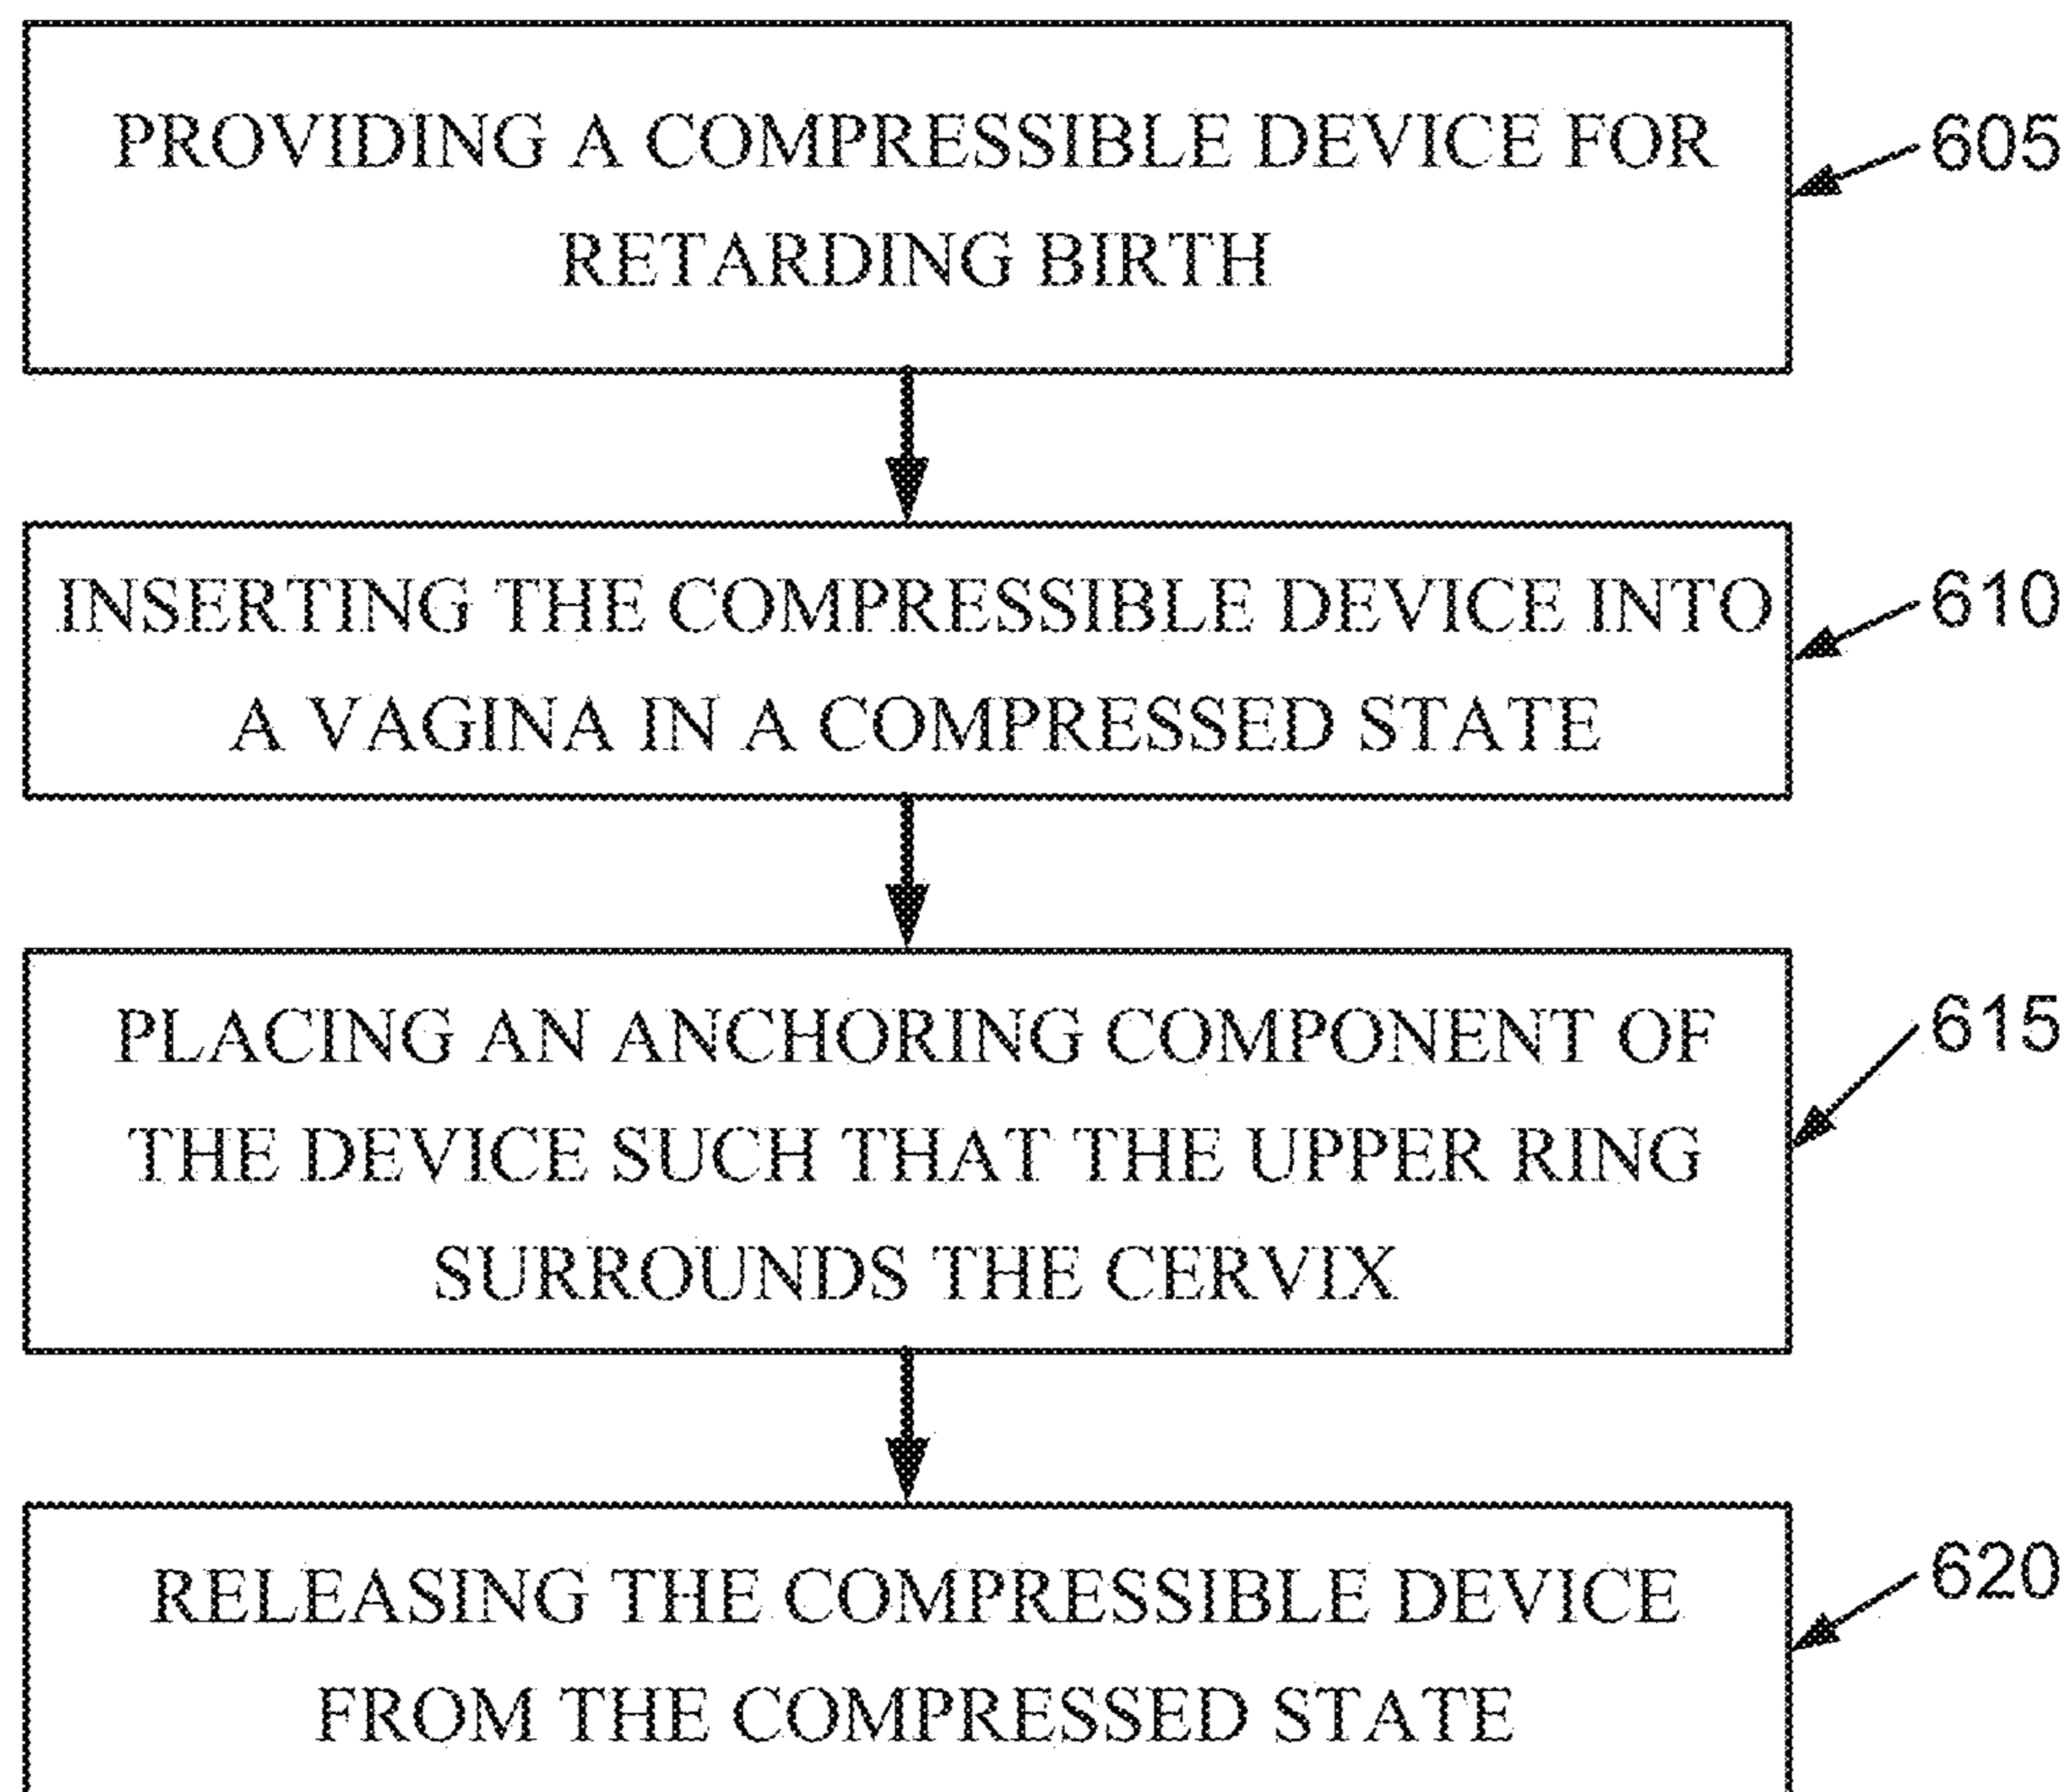 PROVIDING A COMPRESSIBLE DEVICE FOR
RETARDING BIRTH
605
INSERTING THE COMPRESSIBLE DEVICE INTO
A VAGINA IN A COMPRESSED STATE
610
PLACING AN ANCHORING COMPONENT OF
THE DEVICE SUCH THAT THE UPPER RING
SURROUNDS THE CERVIX
615
RELEASING THE COMPRESSIBLE DEVICE
FROM THE COMPRESSED STATE
620